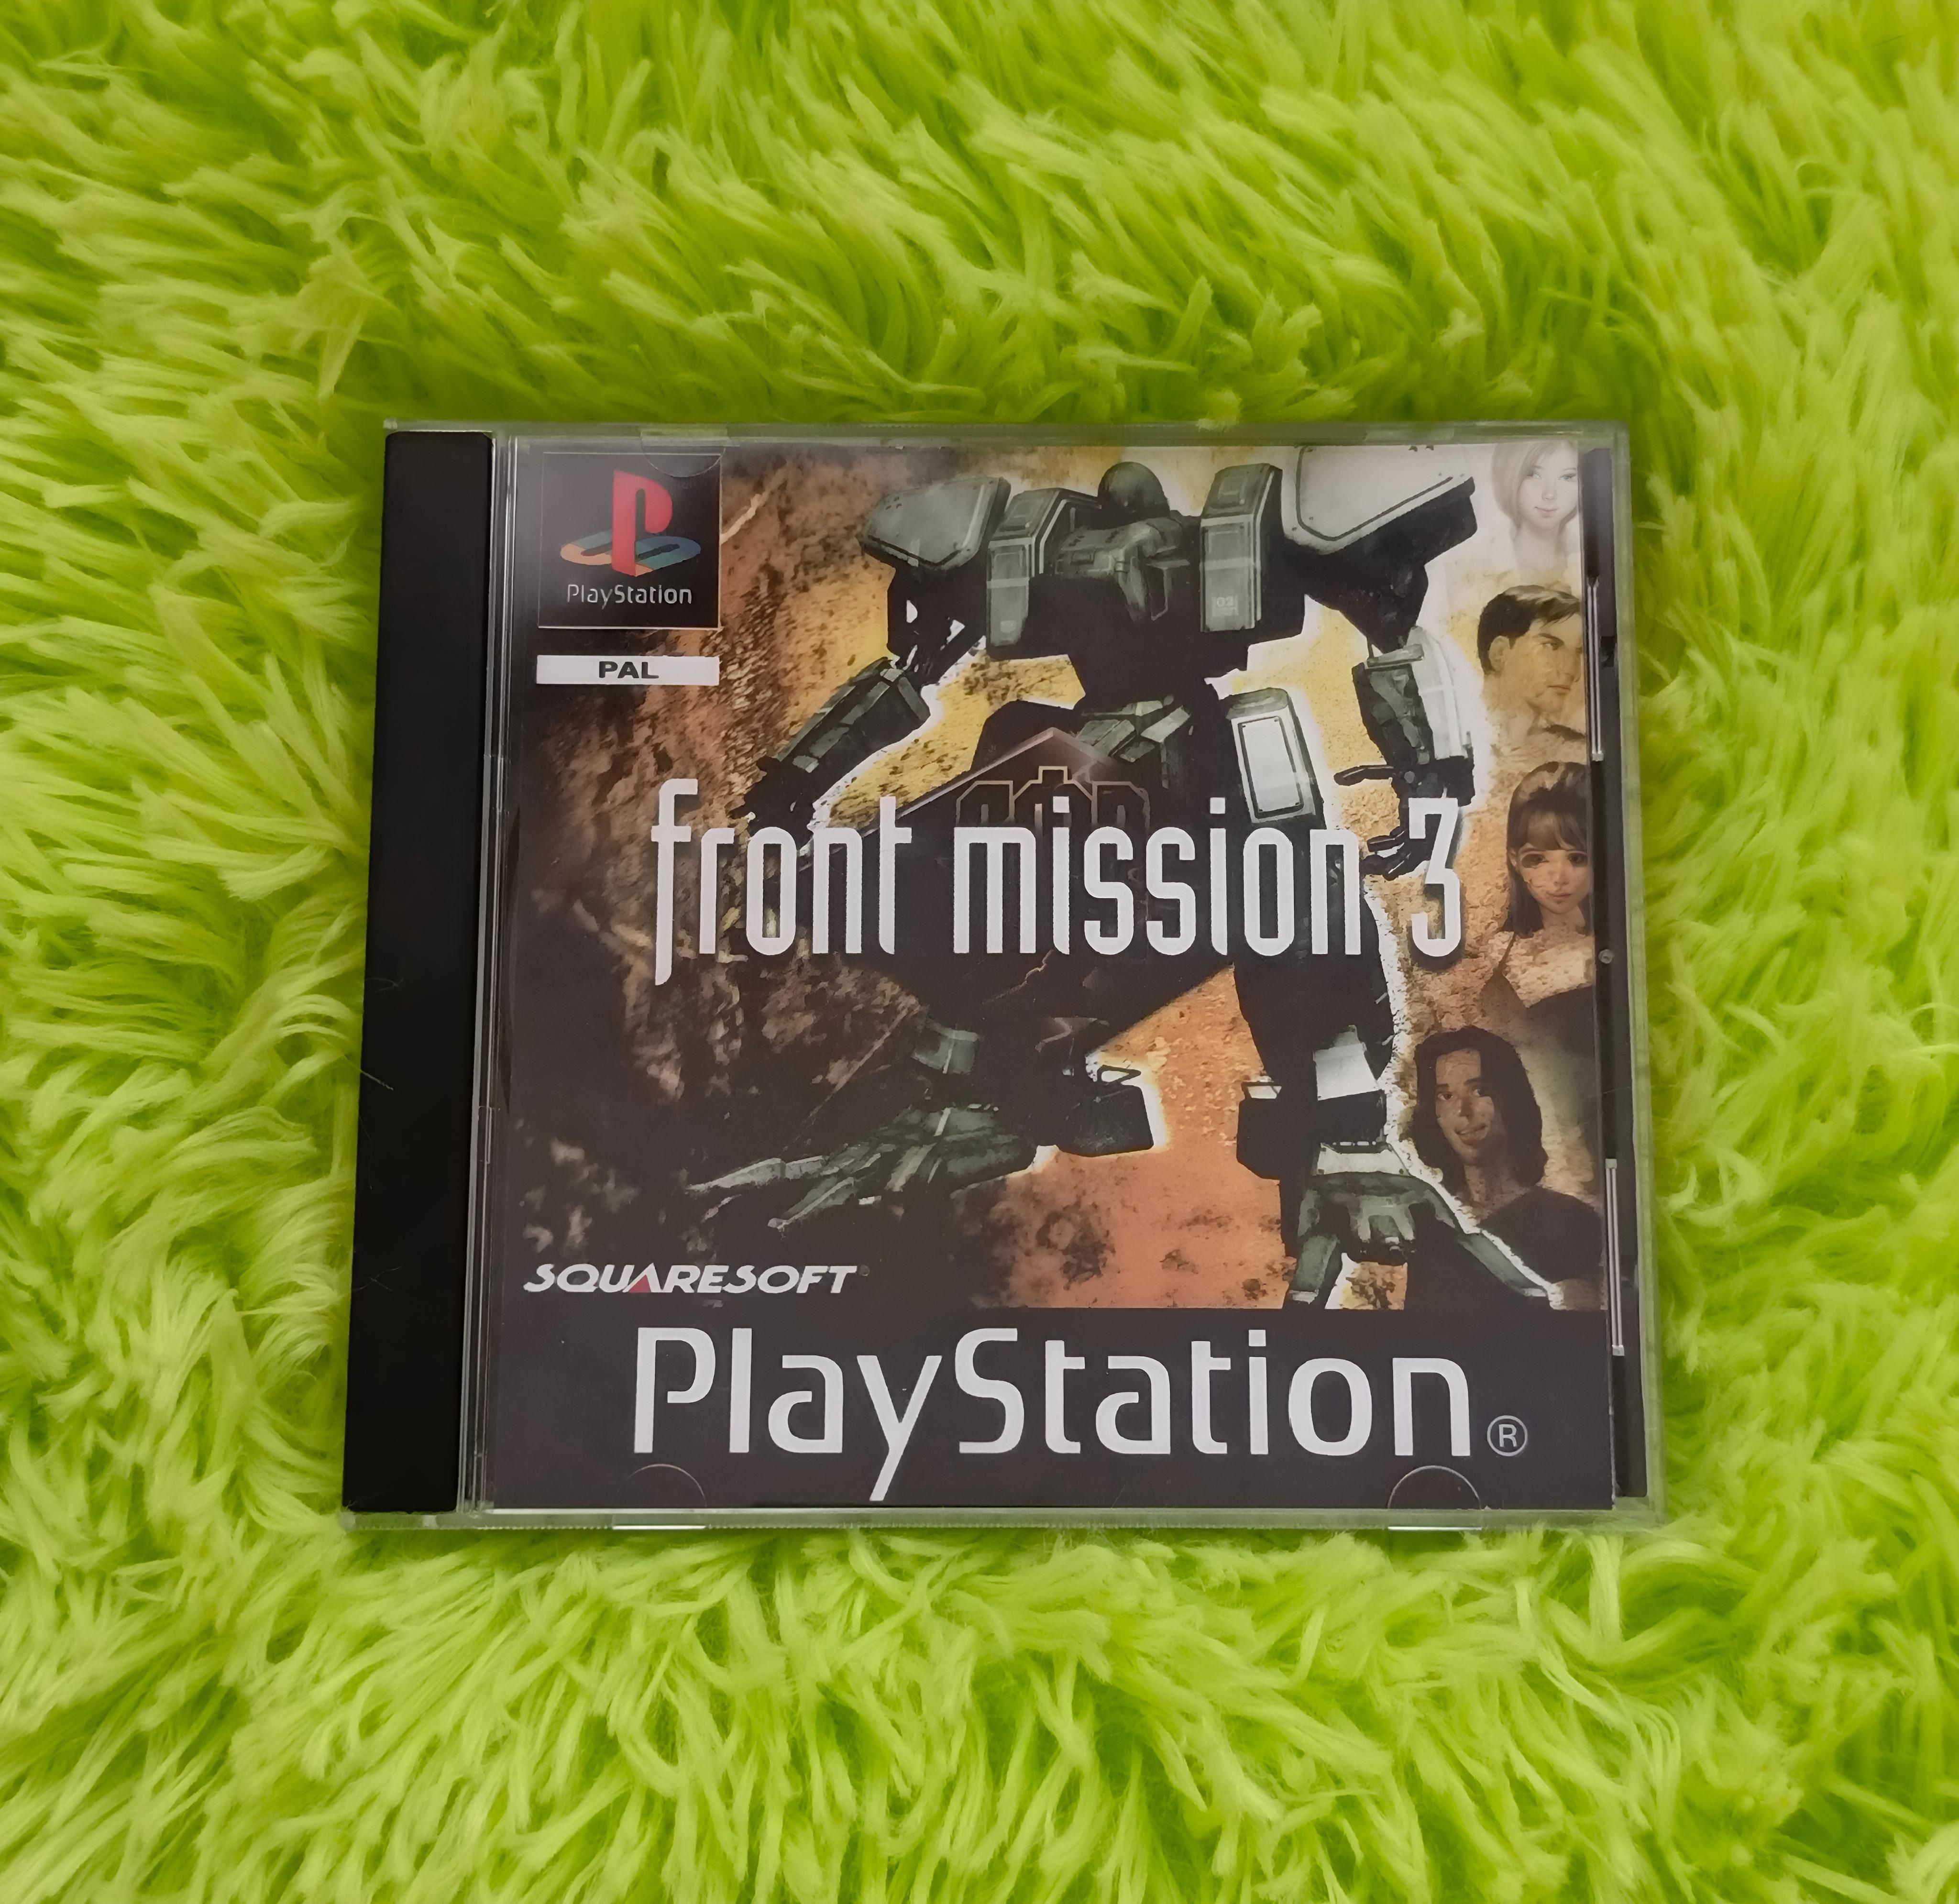 PlayStation
PAL
front mission 3
SQUARESOFT
PlayStation®